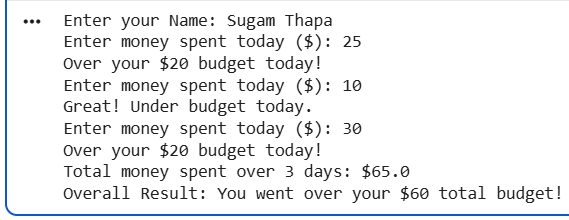 Enter your Name: Sugam Thapa
Enter money spent today ($): 25
Over your $20 budget today!
Enter money spent today ($): 10
Great! Under budget today.
Enter money spent today ($): 30
Over your $20 budget today!
Total money spent over 3 days: $65.0
Overall Result: You went over your $60 total budget!